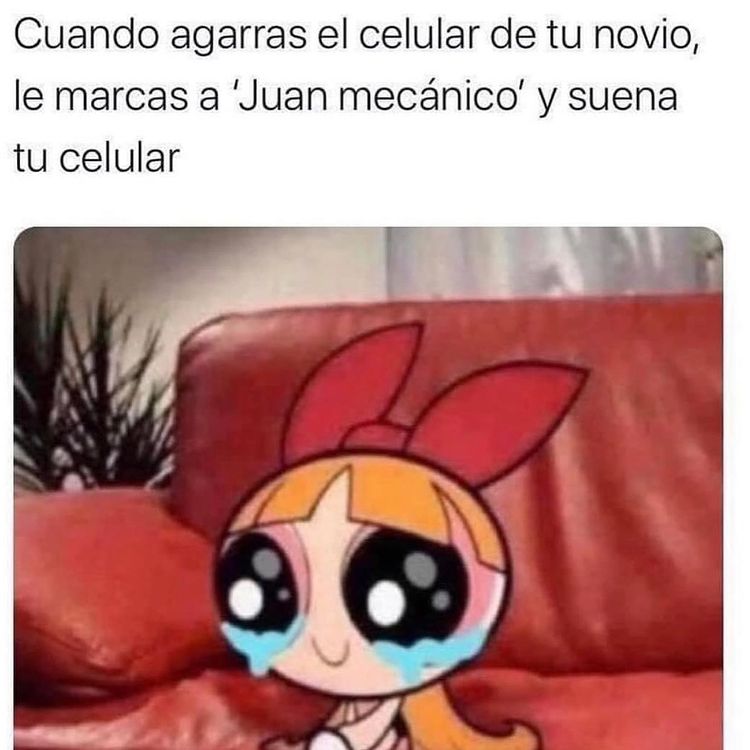 Cuando agarras el celular de tu novio,
le marcas a ‘Juan mecánico’ y suena
tu celular